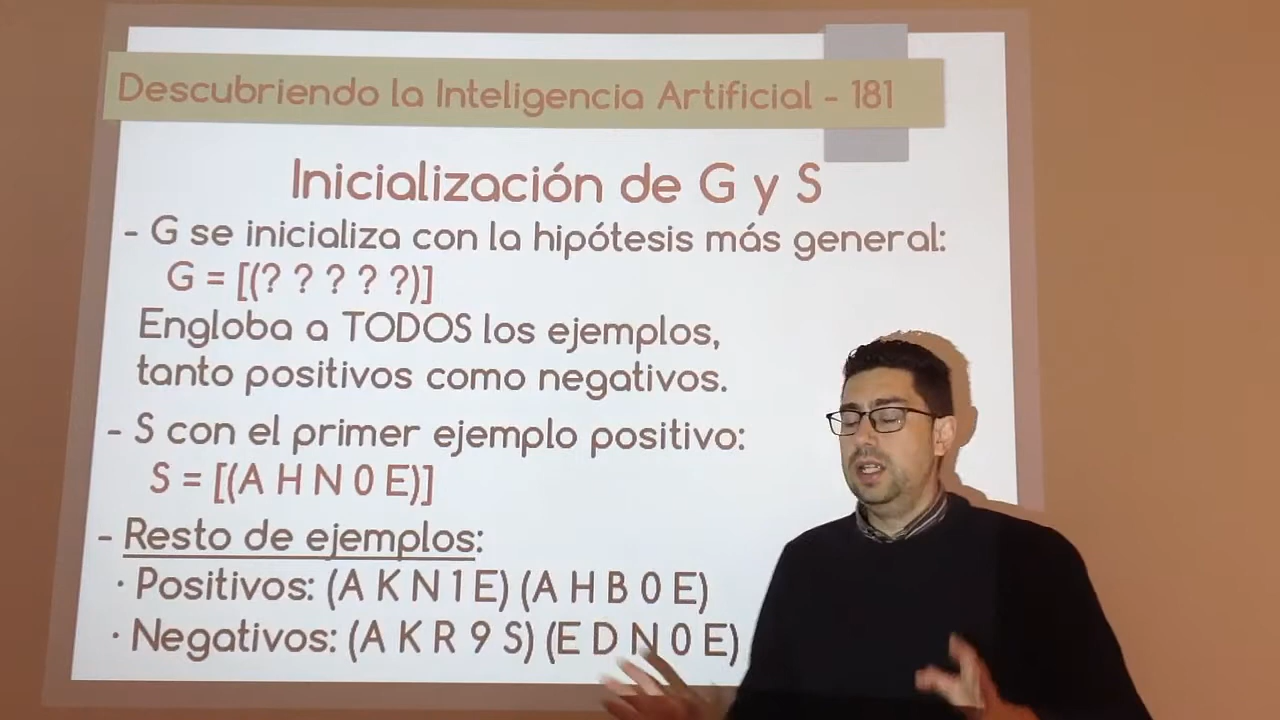 Descubriendo la Inteligencia Artificial - 181
Inicialización de G y S
- G se inicializa con la hipótesis más general:
G = [(? ? ? ? ?)]
Engloba a TODOS los ejemplos,
tanto positivos como negativos.
- S con el primer ejemplo positivo:
S = [(A H N 0 E)]
- Resto de ejemplos:
· Positivos: (A K N 1 E) (A H B 0 E)
· Negativos: (A K R 9 S) (E D N 0 E)